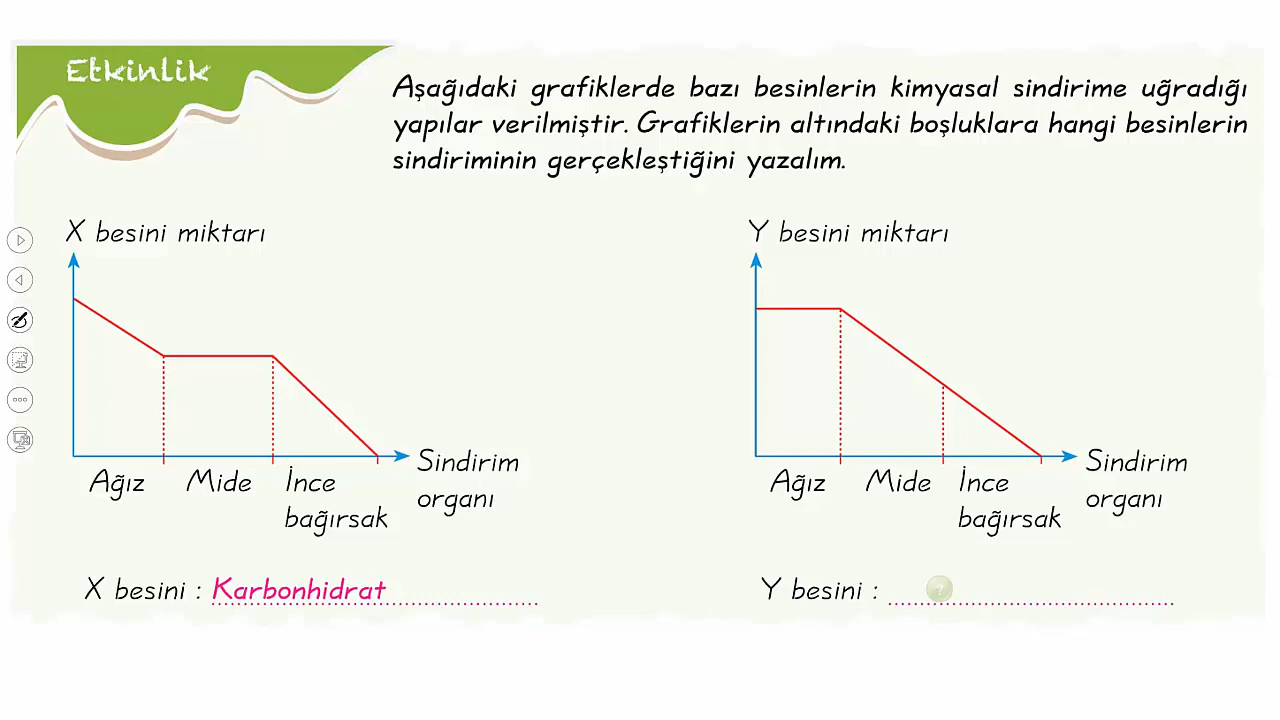 Etkinlik
Aşağıdaki grafiklerde bazı besinlerin kimyasal sindirime uğradığı
yapılar verilmiştir. Grafiklerin altındaki boşluklara hangi besinlerin
sindiriminin gerçekleştiğini yazalım.
X besini miktarı
Ağız
Mide
İnce
bağırsak
Sindirim
organı
X besini : Karbonhidrat
Y besini miktarı
Ağız
Mide
İnce
bağırsak
Sindirim
organı
Y besini : ?